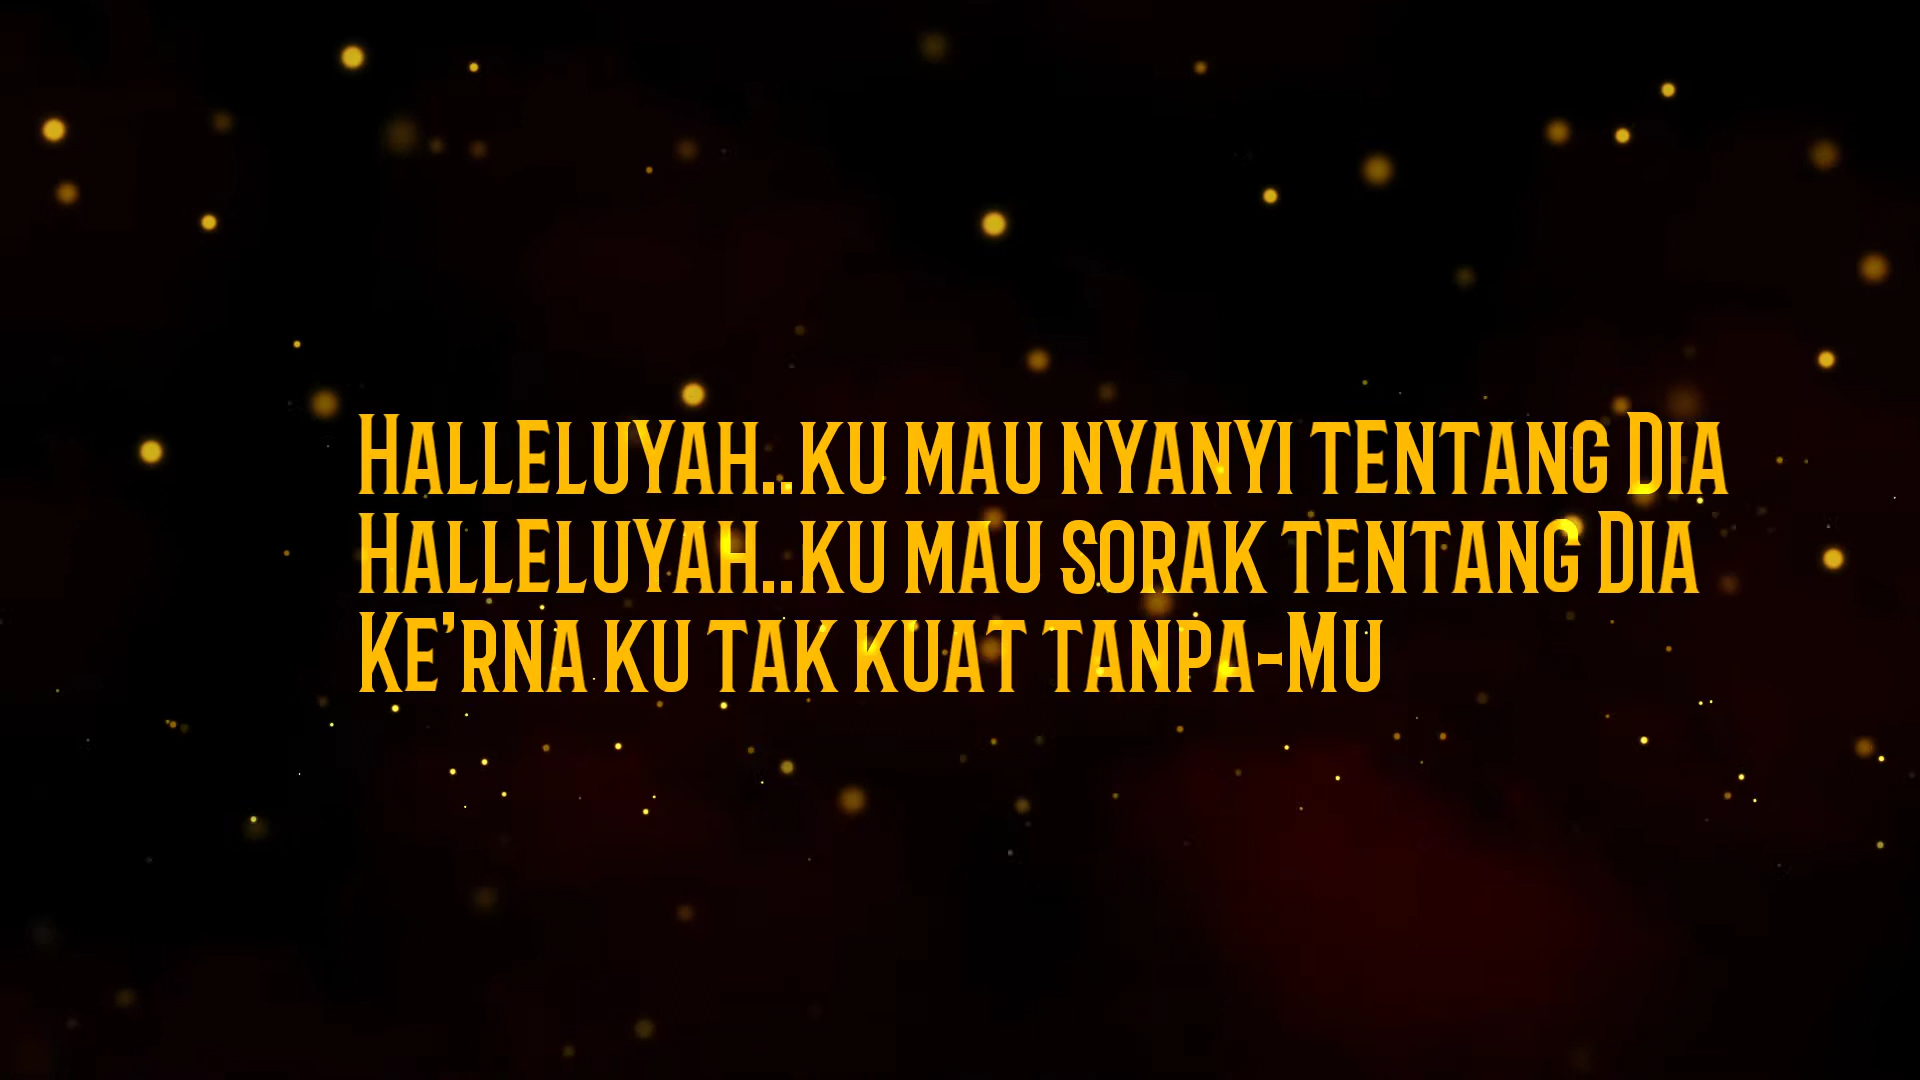 Halleluyah..ku mau nyanyi tentang Dia
Halleluyah..ku mau sorak tentang Dia
Ke’rna ku tak kuat tanpa-Mu